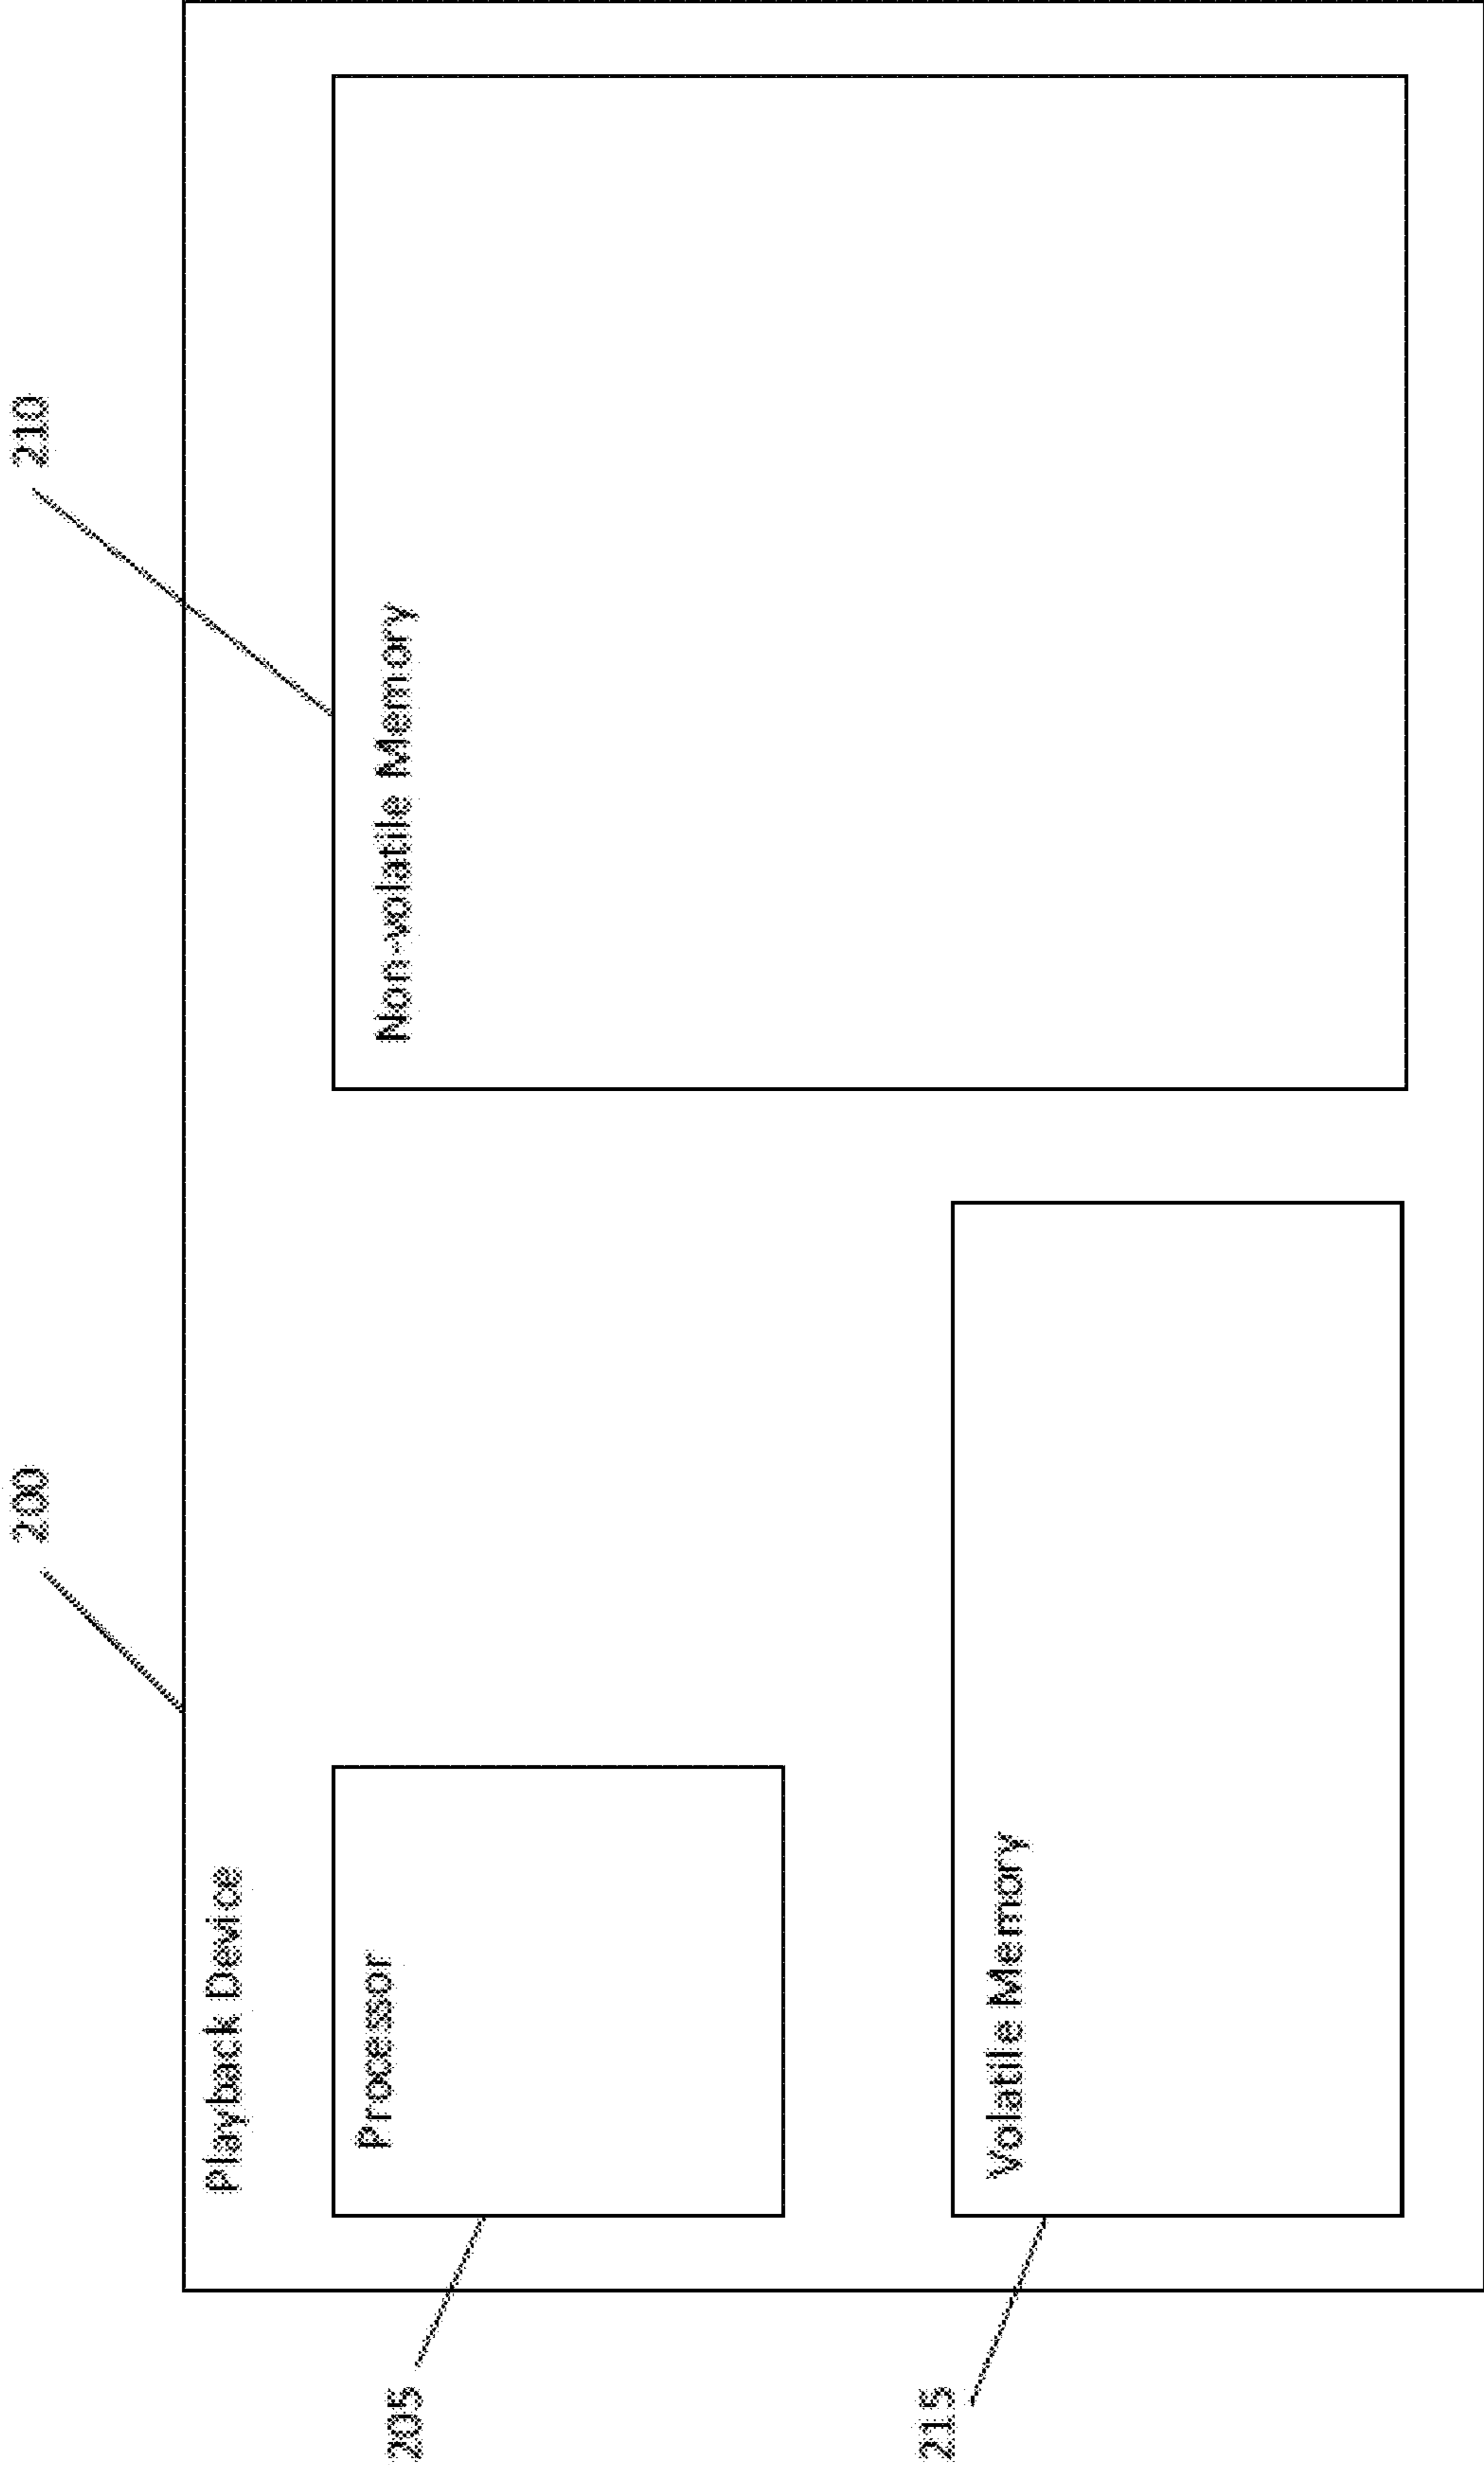 200
210
Playback Device
Processor
Non-volatile Memory
205
Volatile Memory
215